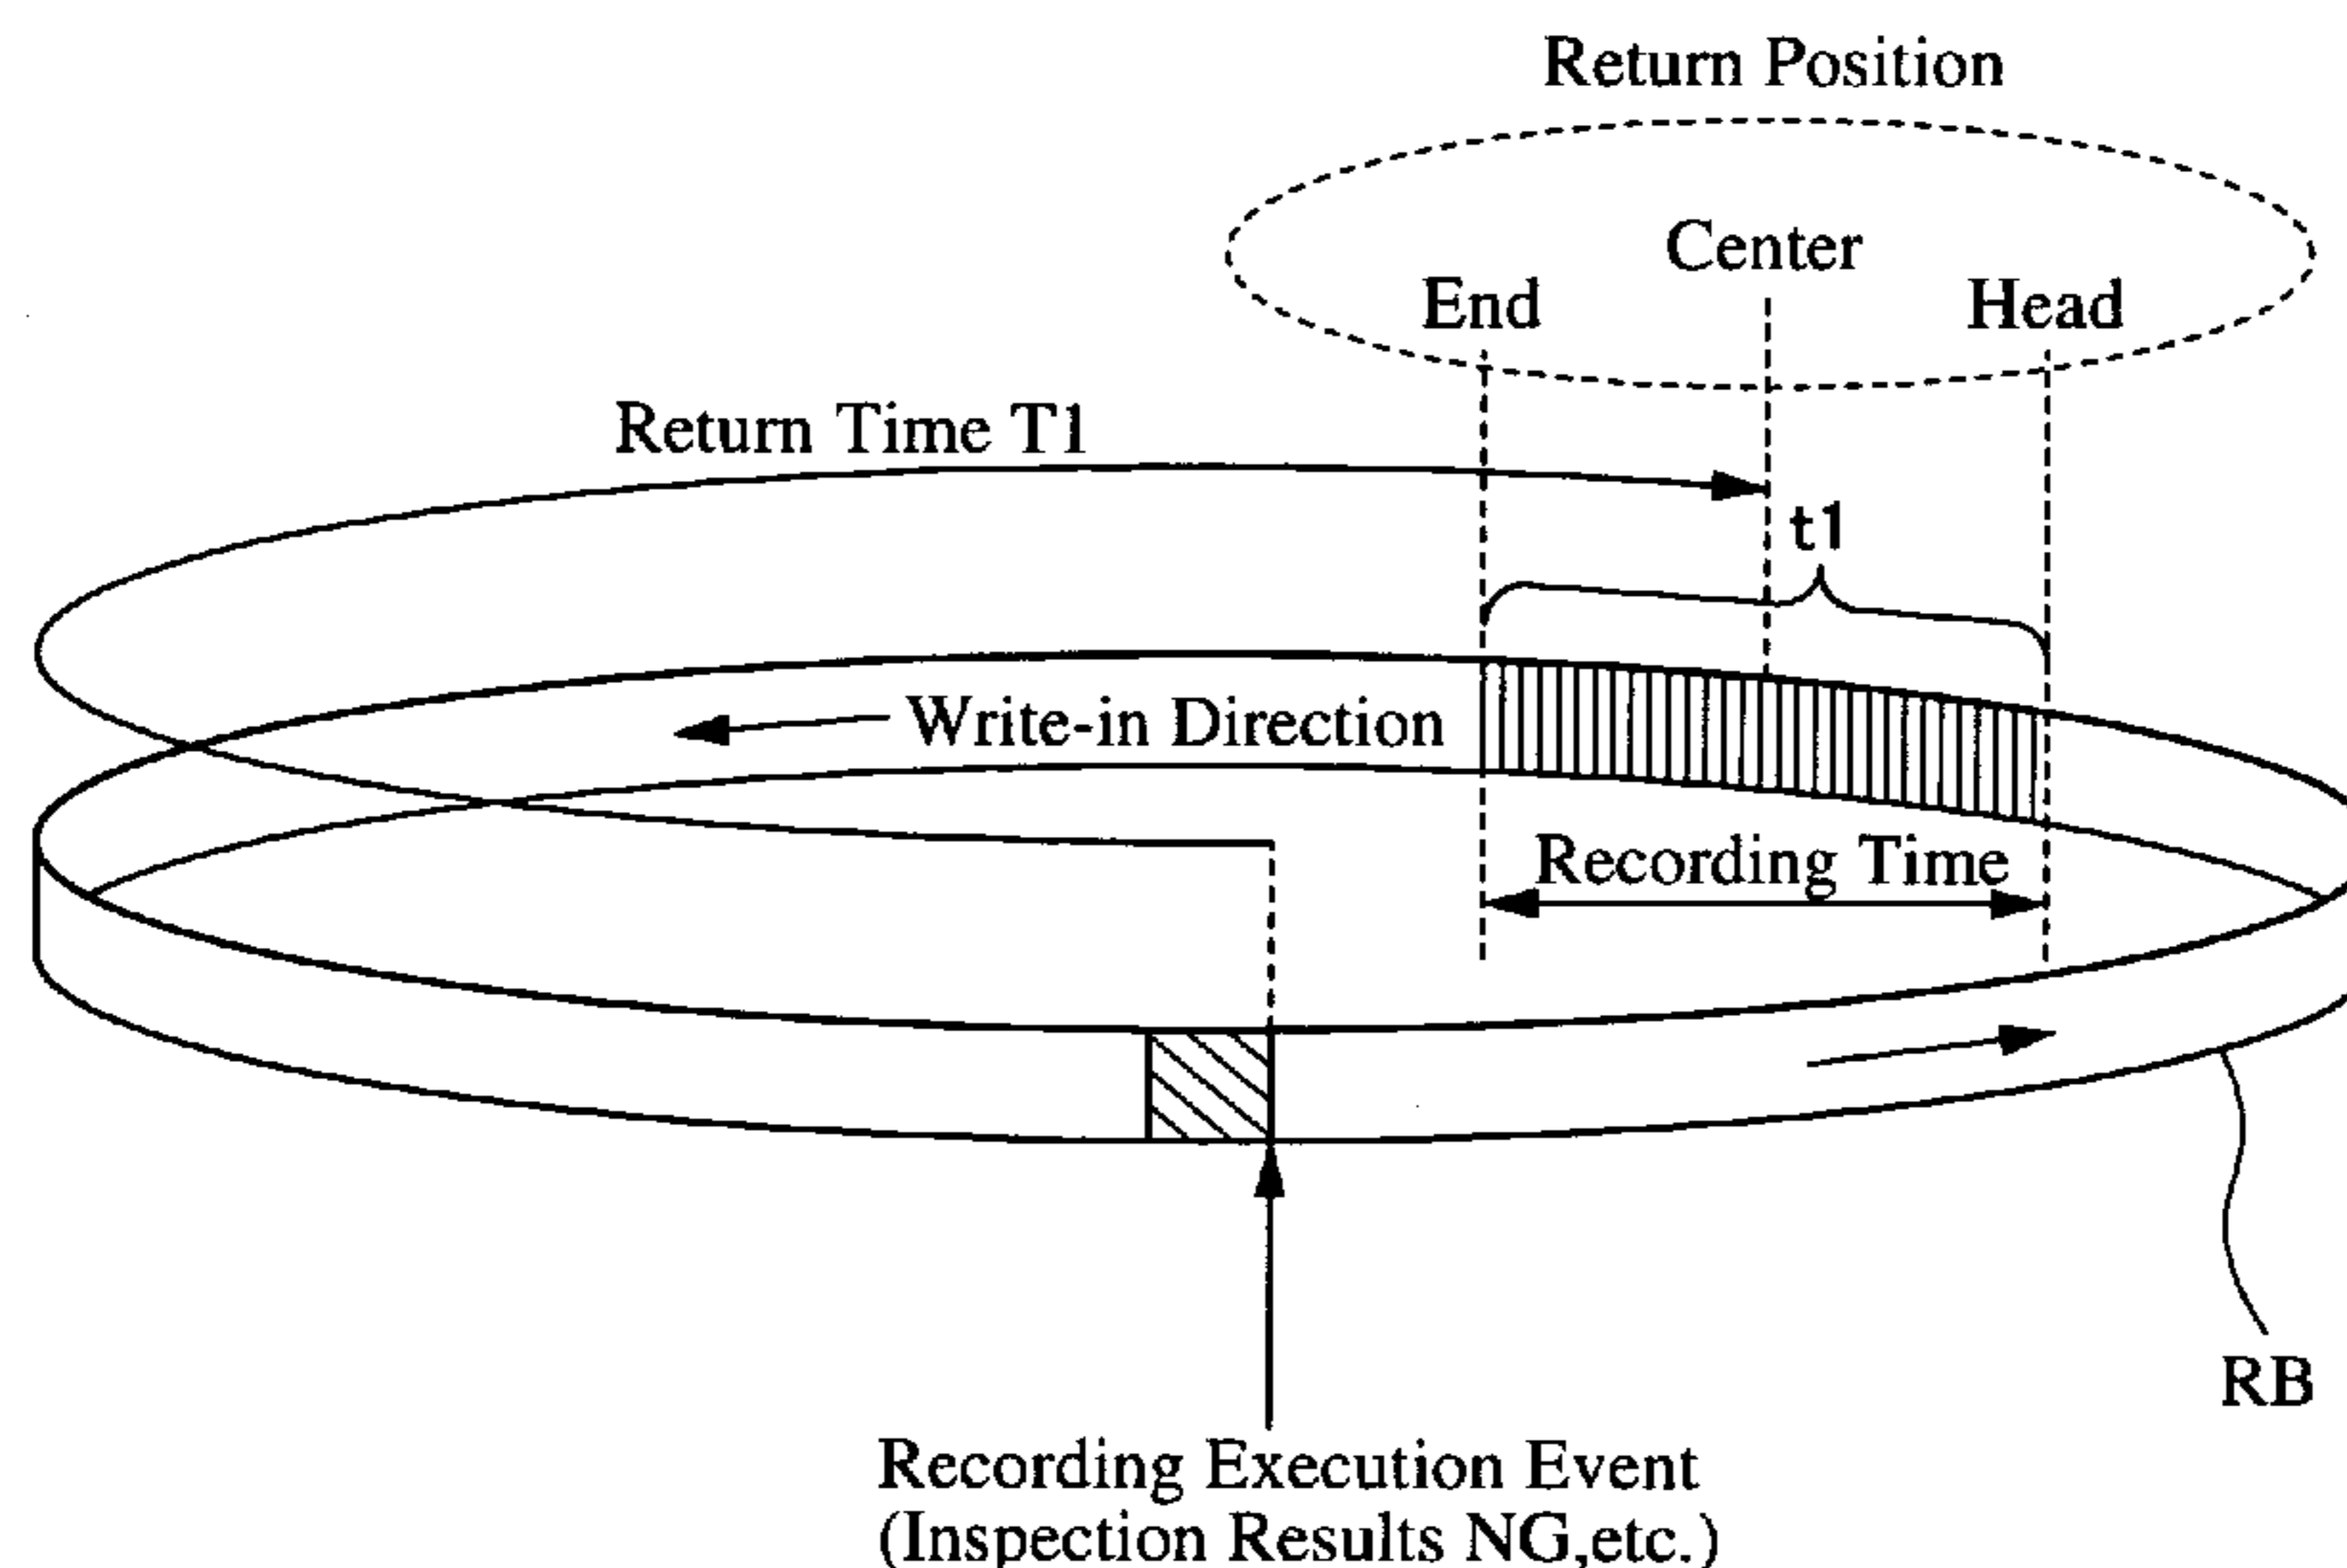 Return Position
Center
End
Head
Return Time T1
t1
Write-in Direction
Recording Time
RB
Recording Execution Event
(Inspection Results NG,etc.)